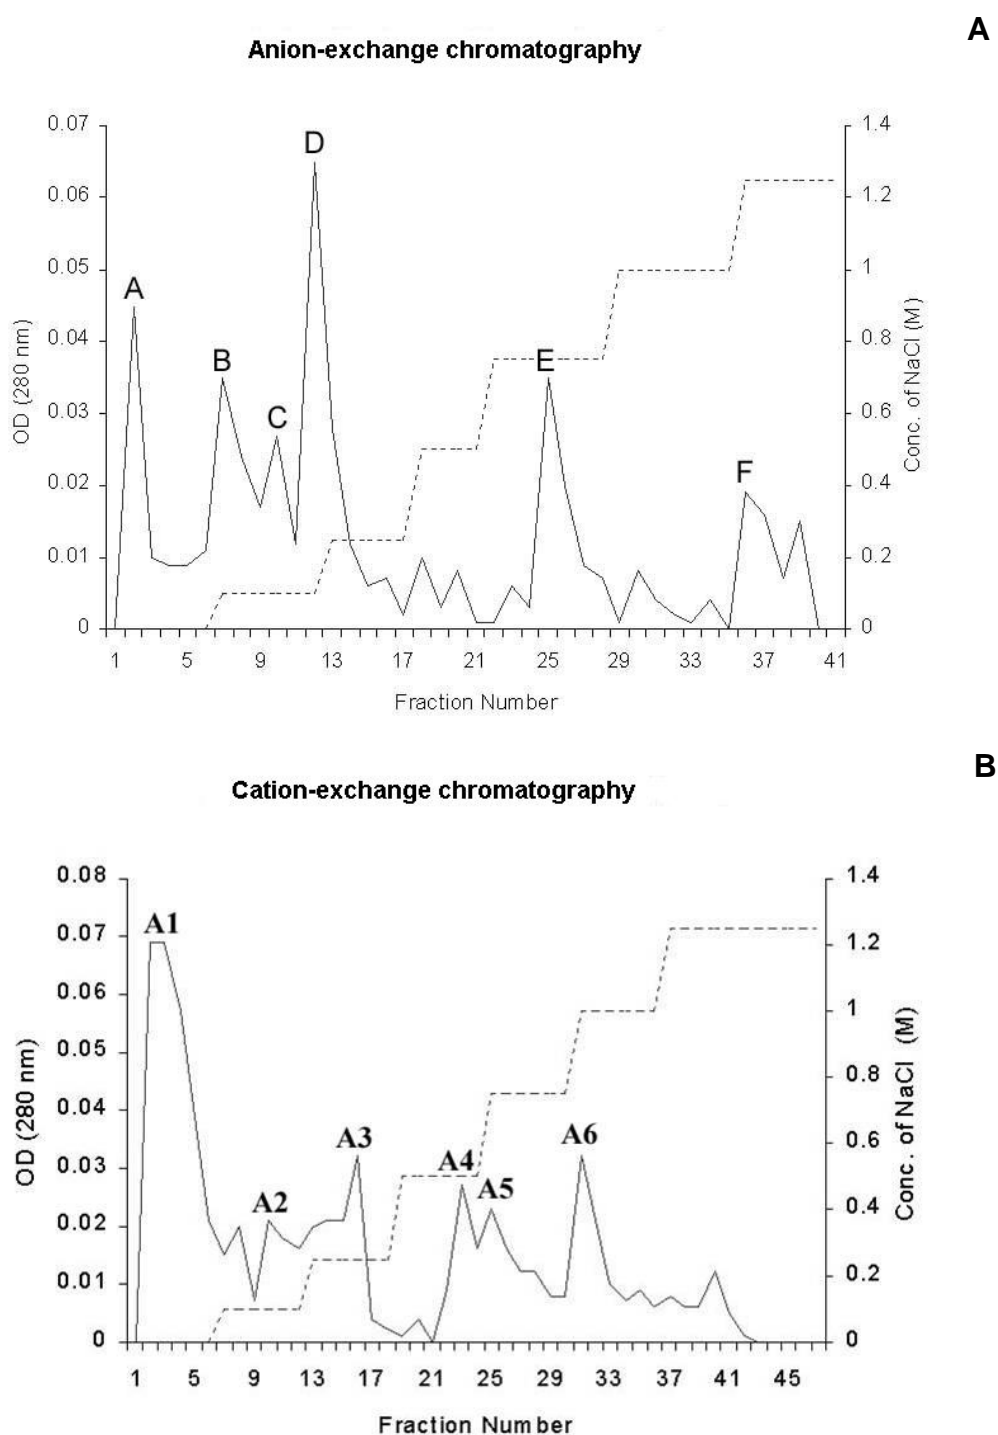 A
Anion-exchange chromatography
0.07
0.06
0.05
0.04
0.03
0.02
0.01
0
OD (280 nm)
A
B
C
D
E
F
1.4
1.2
1
0.8
0.6
0.4
0.2
0
Conc. of NaCl (M)
1 5 9 13 17 21 25 29 33 37 41
Fraction Number
B
Cation-exchange chromatography
0.08
0.07
0.06
0.05
0.04
0.03
0.02
0.01
0
OD (280 nm)
A1
A2
A3
A4
A5
A6
1.4
1.2
1
0.8
0.6
0.4
0.2
0
Conc. of NaCl (M)
1 5 9 13 17 21 25 29 33 37 41 45
Fraction Number